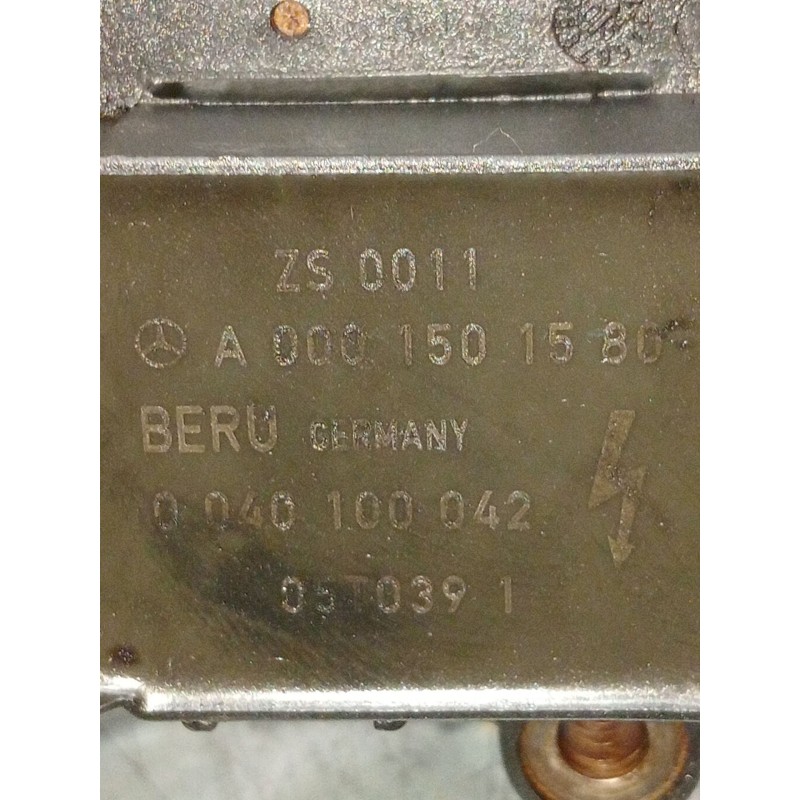 ZS 0011
A 000 150 15 80
BERU GERMANY
0 040 100 042
05T039 1